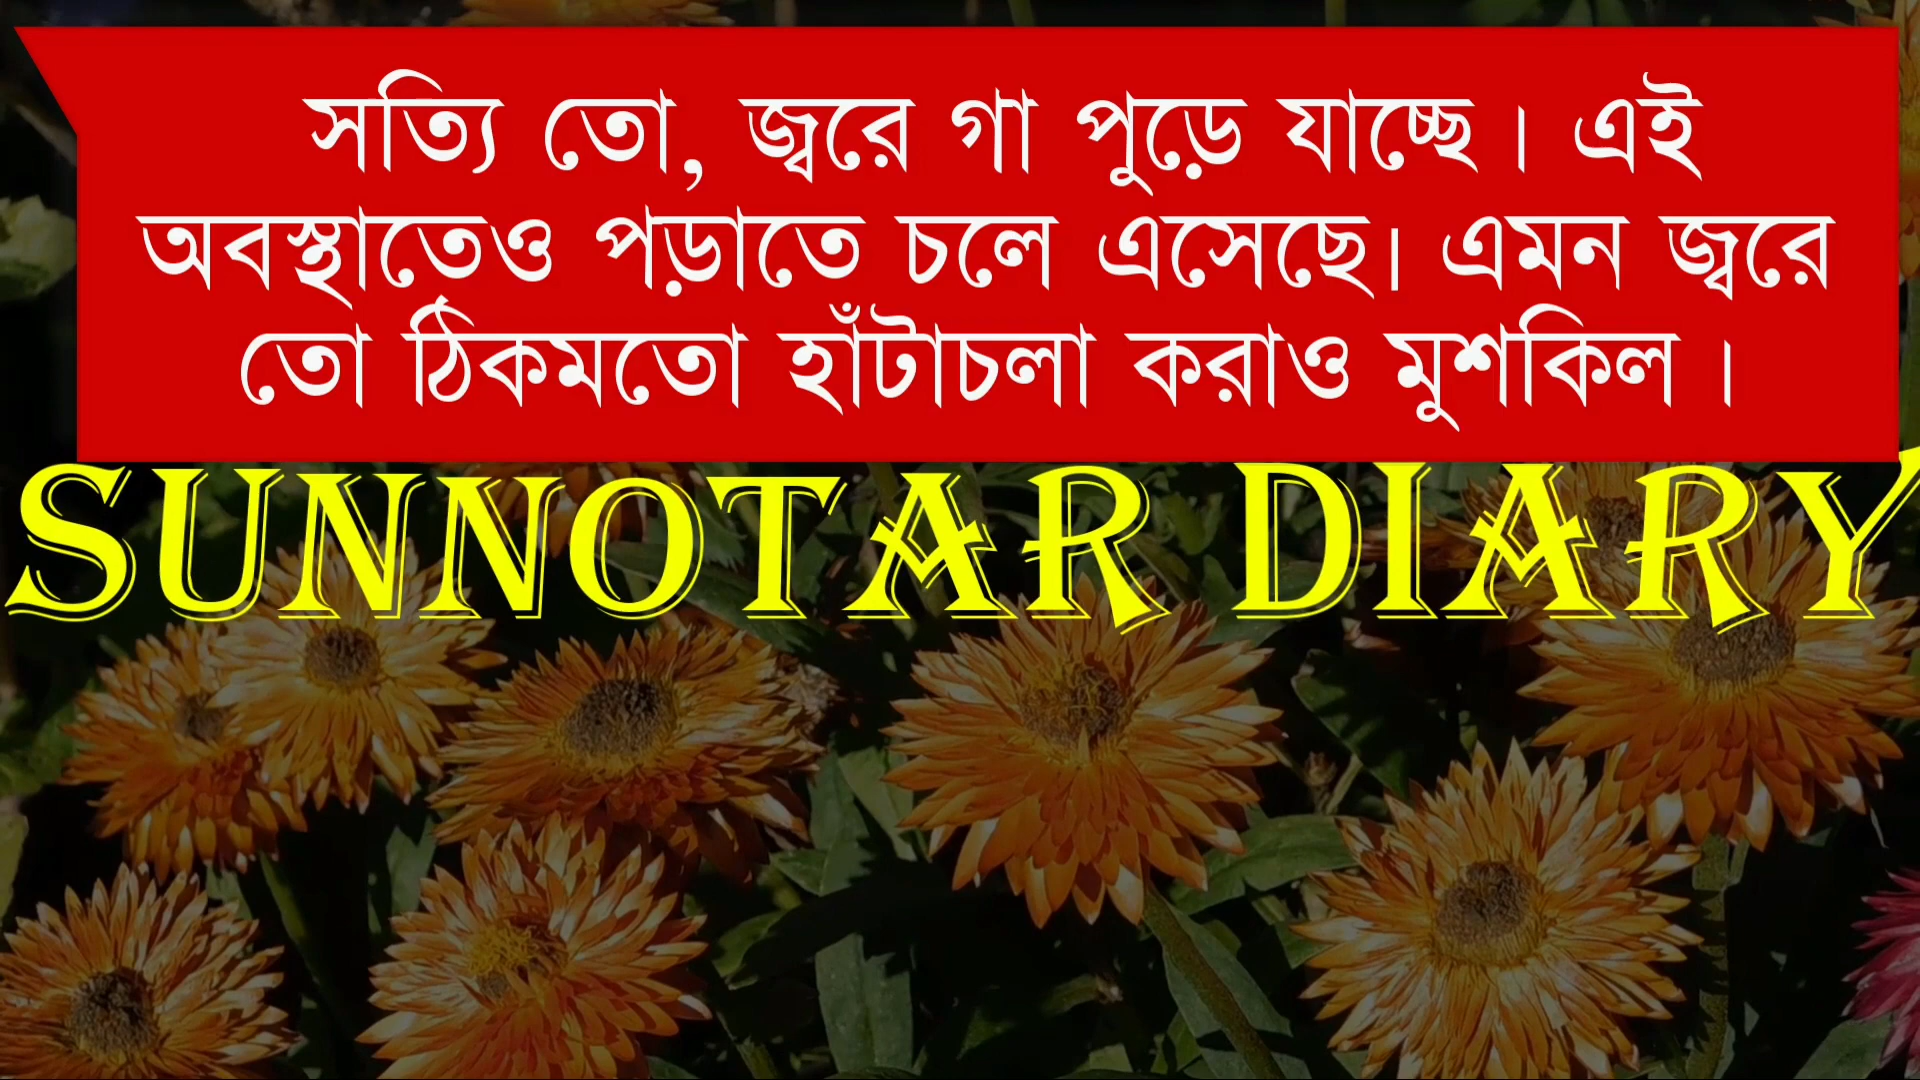 সত্যি তো, জ্বরে গা পুড়ে যাচ্ছে। এই
অবস্থাতেও পড়াতে চলে এসেছে। এমন জ্বরে
তো ঠিকমতো হাঁটাচলা করাও মুশকিল।
SUNNOTAR DIARY